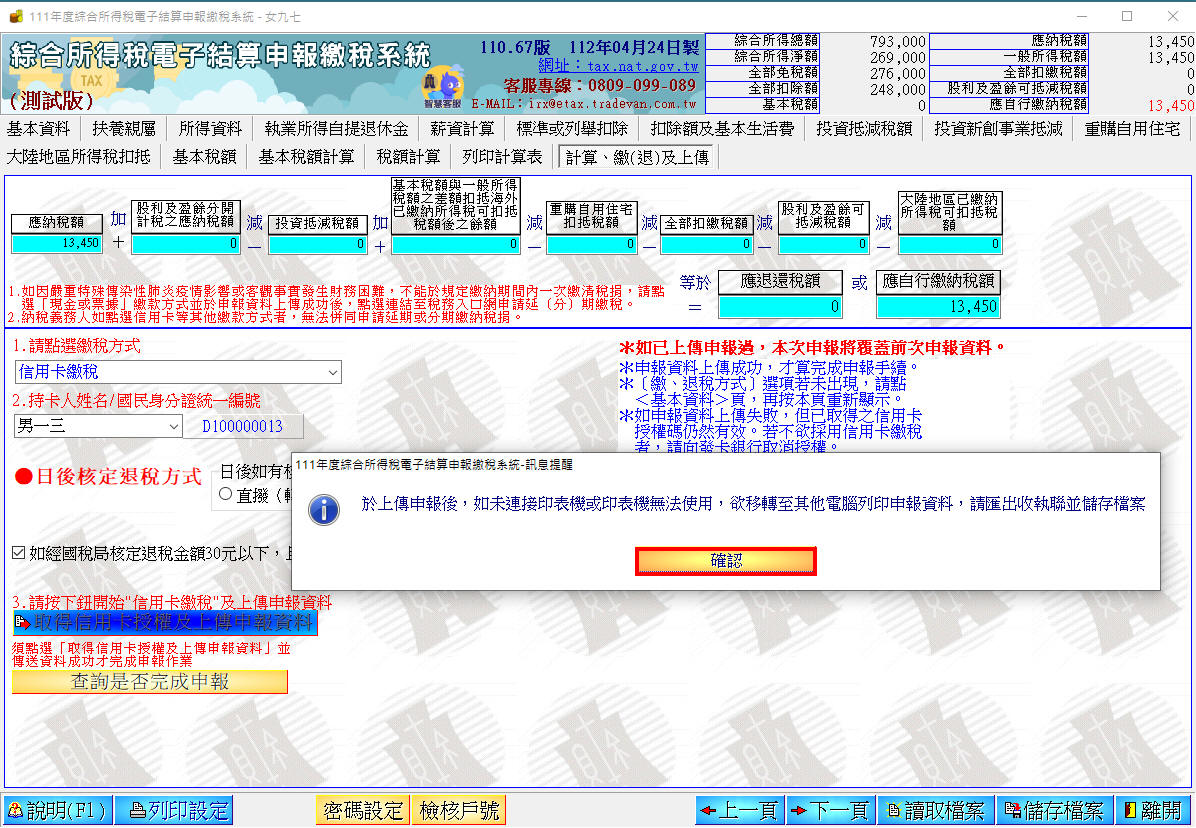 111年度綜合所得稅電子結算申報繳稅系統 - 女九七
綜合所得稅電子結算申報繳稅系統
(測試版)
TAX
110.67版 112年04月24日製
網址：tax.nat.gov.tw
客服專線：0809-099-089
E-MAIL：irx@etax.tradevan.com.tw
智慧客服
綜合所得總額 793,000 應納稅額 13,450
綜合所得淨額 269,000 一般所得稅額 13,450
全部免稅額 276,000 全部扣繳稅額 0
全部扣除額 248,000 股利及盈餘可抵減稅額 0
基本稅額 0 應自行繳納稅額 13,450
基本資料 扶養親屬 所得資料 執業所得自提退休金 薪資計算 標準或列舉扣除 扣除額及基本生活費 投資抵減稅額 投資新創事業抵減 重購自用住宅
大陸地區所得稅扣抵 基本稅額 基本稅額計算 稅額計算 列印計算表 計算、繳(退)及上傳
應納稅額
13,450
加
＋
股利及盈餘分開
計稅之應納稅額
0
減
－
投資抵減稅額
0
加
＋
基本稅額與一般所得
稅額之差額扣抵海外
已繳納所得稅可扣抵
稅額後之餘額
0
減
－
重購自用住宅
扣抵稅額
0
減
－
全部扣繳稅額
0
減
－
股利及盈餘可
抵減稅額
0
減
－
大陸地區已繳納
所得稅可扣抵稅
額
0
1.如因嚴重特殊傳染性肺炎疫情影響或客觀事實發生財務困難，不能於規定繳納期間內一次繳清稅捐，請點
選「現金或票據」繳款方式並於申報資料上傳成功後，點選連結至稅務入口網申請延（分）期繳稅。
2.納稅義務人如點選信用卡等其他繳款方式者，無法併同申請延期或分期繳納稅捐。
等於
＝
應退還稅額
0
或
應自行繳納稅額
13,450
1.請點選繳稅方式
信用卡繳稅
2.持卡人姓名/國民身分證統一編號
男一三 D100000013
●日後核定退稅方式
日後如有核
直撥（轉
如經國稅局核定退稅金額30元以下，且
＊如已上傳申報過，本次申報將覆蓋前次申報資料。
＊申報資料上傳成功，才算完成申報手續。
＊〔繳、退稅方式〕選項若未出現，請點
＜基本資料＞頁，再按本頁重新顯示。
＊如申報資料上傳失敗，但已取得之信用卡
授權碼仍然有效。若不欲採用信用卡繳稅
者，請向發卡銀行取消授權。
111年度綜合所得稅電子結算申報繳稅系統-訊息提醒
於上傳申報後，如未連接印表機或印表機無法使用，欲移轉至其他電腦列印申報資料，請匯出收執聯並儲存檔案
確認
3.請按下鈕開始"信用卡繳稅"及上傳申報資料
取得信用卡授權及上傳申報資料
須點選「取得信用卡授權及上傳申報資料」並
傳送資料成功才完成申報作業
查詢是否完成申報
說明(F1) 列印設定 密碼設定 檢核戶號 上一頁 下一頁 讀取檔案 儲存檔案 離開